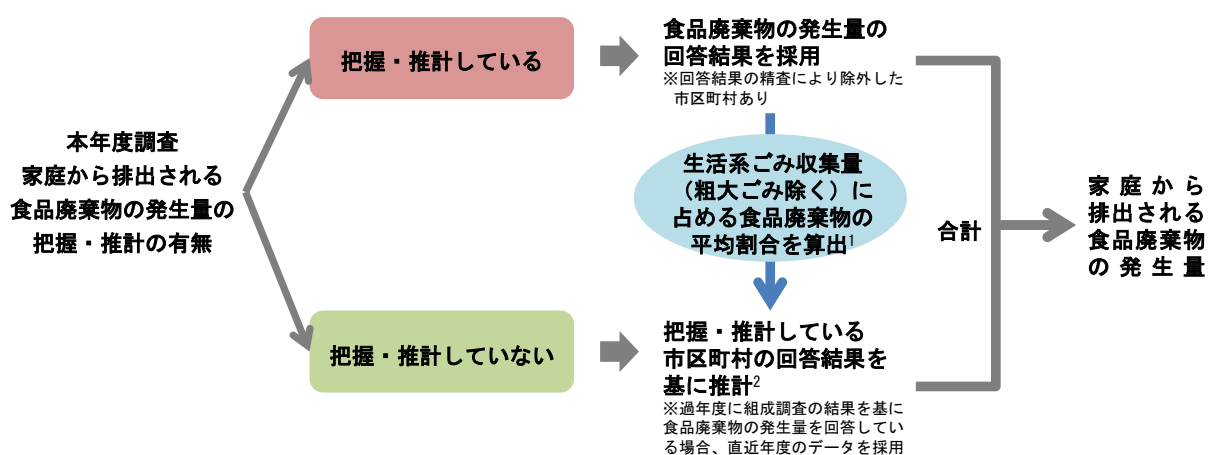 本年度調査
家庭から排出される
食品廃棄物の発生量の
把握・推計の有無
把握・推計している
食品廃棄物の発生量の
回答結果を採用
※回答結果の精査により除外した
市区町村あり
生活系ごみ収集量
（粗大ごみ除く）に
占める食品廃棄物の
平均割合を算出1
把握・推計していない
把握・推計している
市区町村の回答結果を
基に推計2
※過年度に組成調査の結果を基に
食品廃棄物の発生量を回答してい
る場合、直近年度のデータを採用
合計
家庭から
排出される
食品廃棄物
の発生量